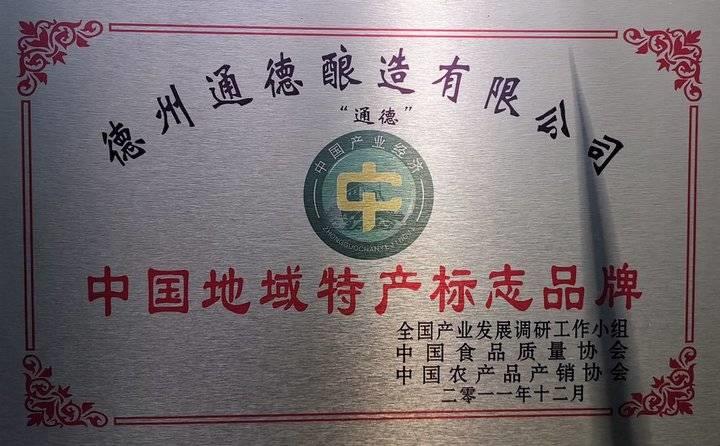 德州通德酿造有限公司
“通德”
中国产业经济
中国地域特产标志品牌
全国产业发展调研工作小组
中国食品质量协会
中国农产品产销协会
二零一一年十二月